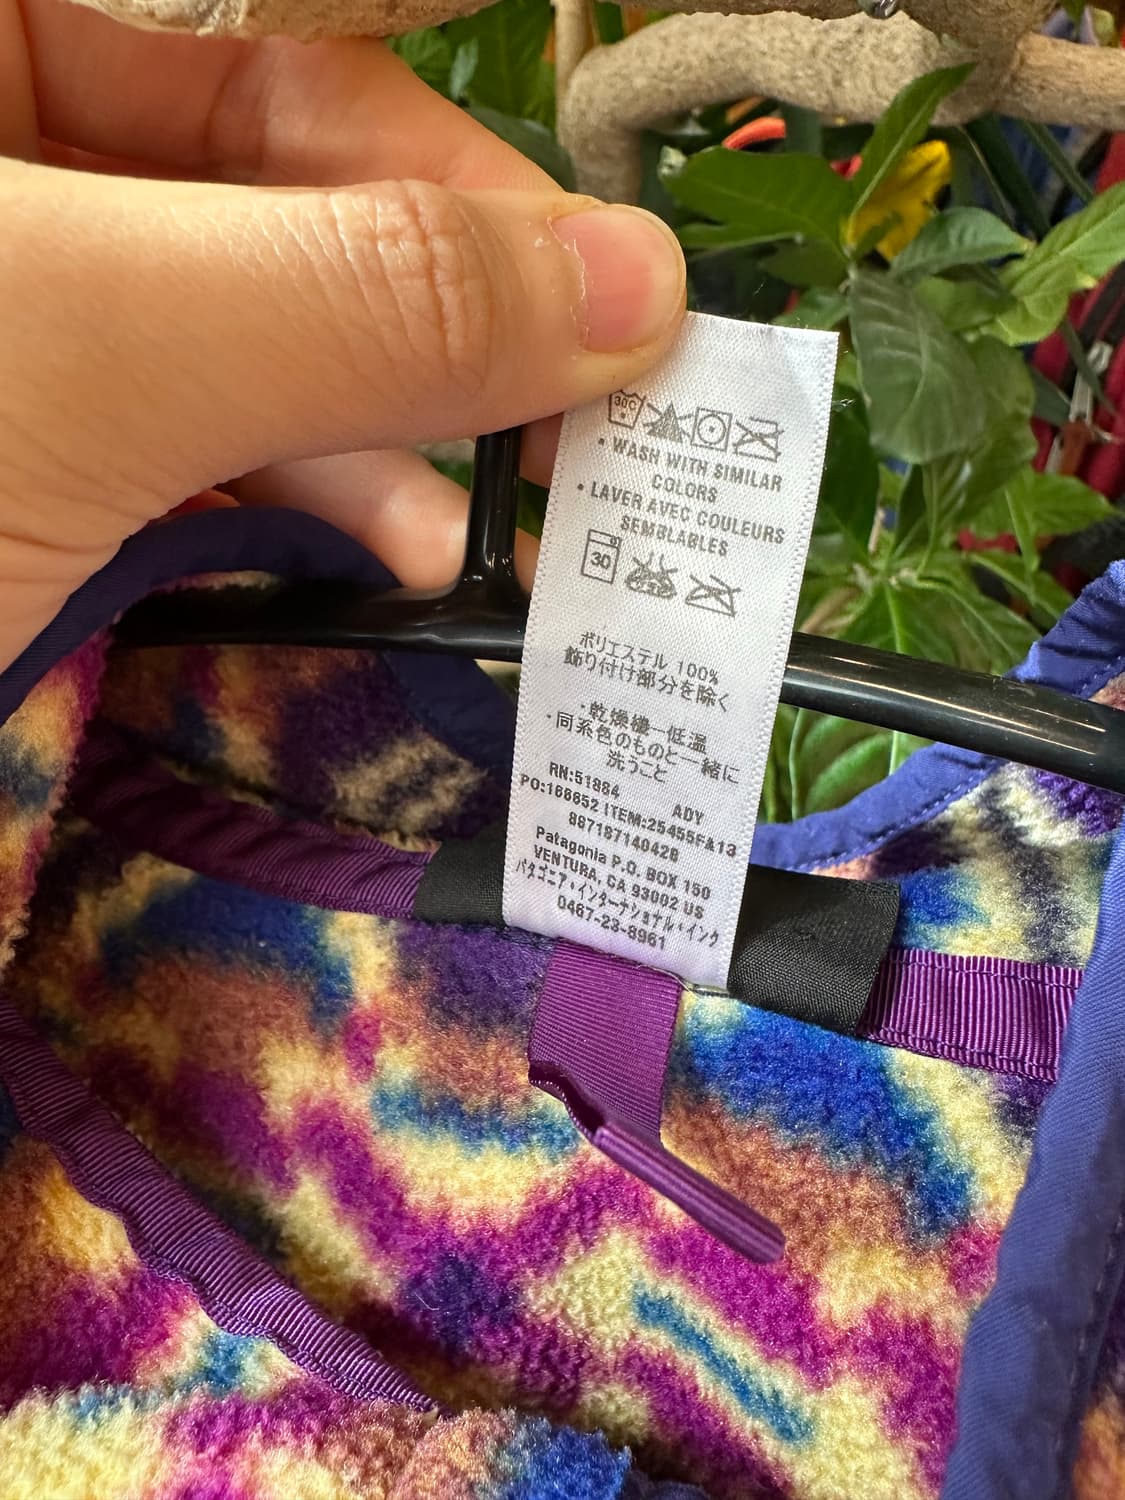 30C
• WASH WITH SIMILAR
COLORS
• LAVER AVEC COULEURS
SEMBLABLES
30
ポリエステル 100%
飾り付け部分を除く
・乾燥機一低温
・同系色のものと一緒に
洗うこと
RN:51884 ADY
PO:166652 ITEM:25455FA13
887187140428
Patagonia P.O. BOX 150
VENTURA, CA 93002 US
パタゴニア・インターナショナル・インク
0467-23-8961